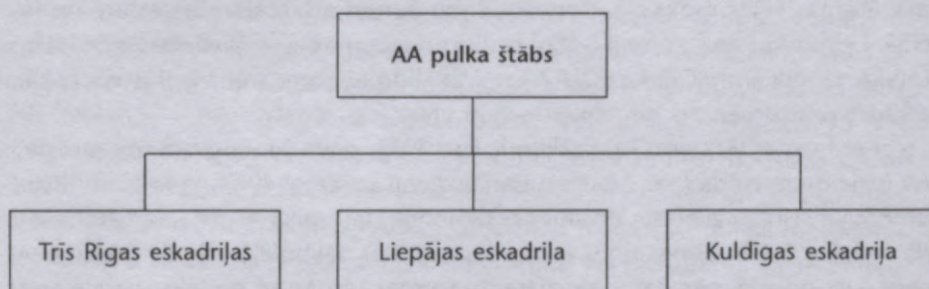 AA pulka štābs
Trīs Rīgas eskadriļas
Liepājas eskadriļa
Kuldīgas eskadriļa